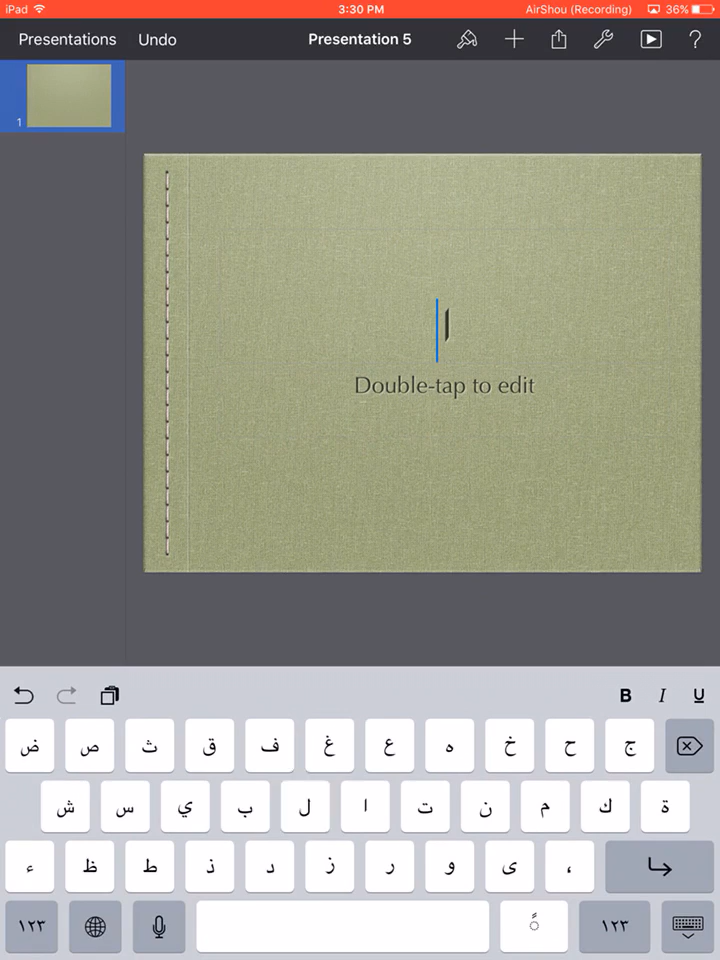 iPad 3:30 PM AirShou (Recording) 36%
Presentations Undo Presentation 5 ?
1
ا
Double-tap to edit
B I U
ض ص ث ق ف غ ع ه خ ح ج
ش س ي ب ل ا ت ن م ك ة
ء ظ ط ذ د ز ر و ى ،
١٢٣ ١٢٣